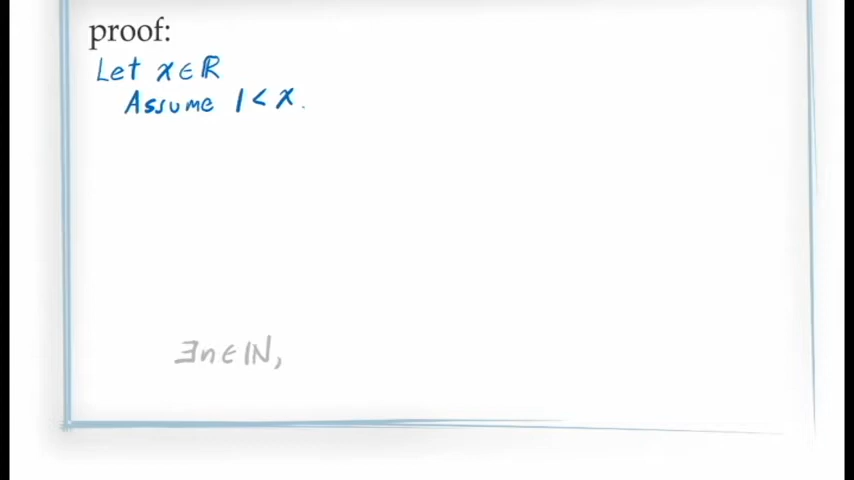 proof:
Let x ∈ ℝ
Assume 1 < x.
∃n ∈ ℕ,